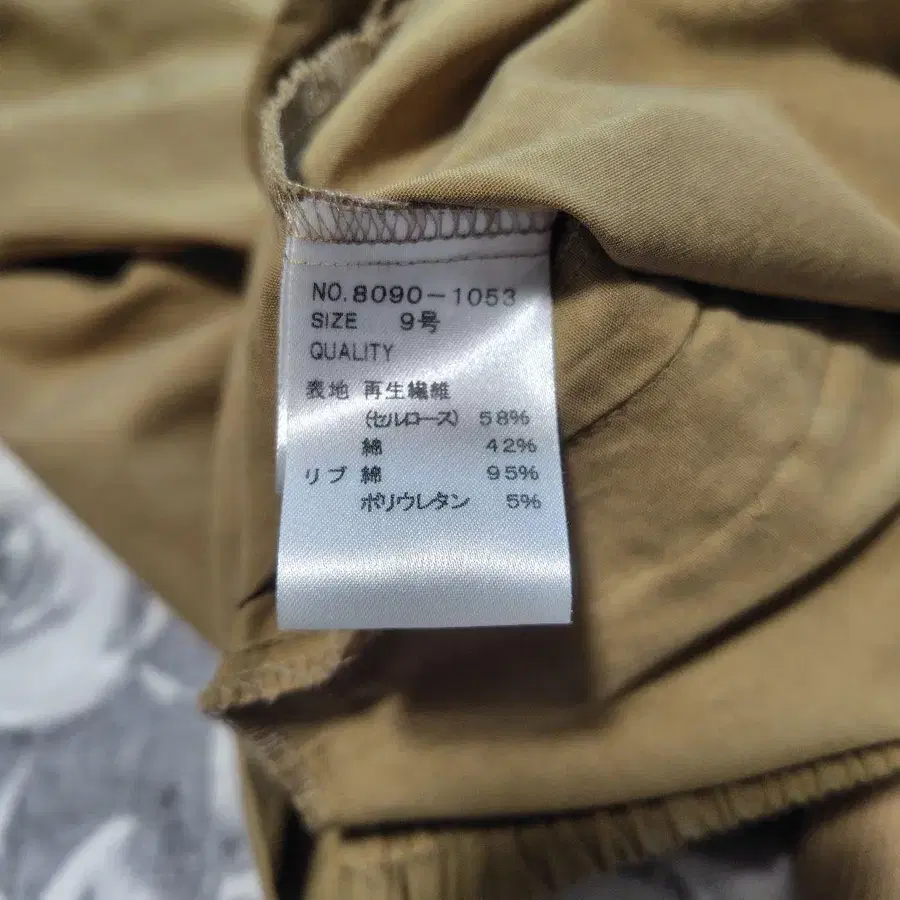 NO.8090-1053
SIZE 9号
QUALITY
表地 再生繊維
(セルロース) 58%
綿 42%
リブ 綿 95%
ポリウレタン 5%